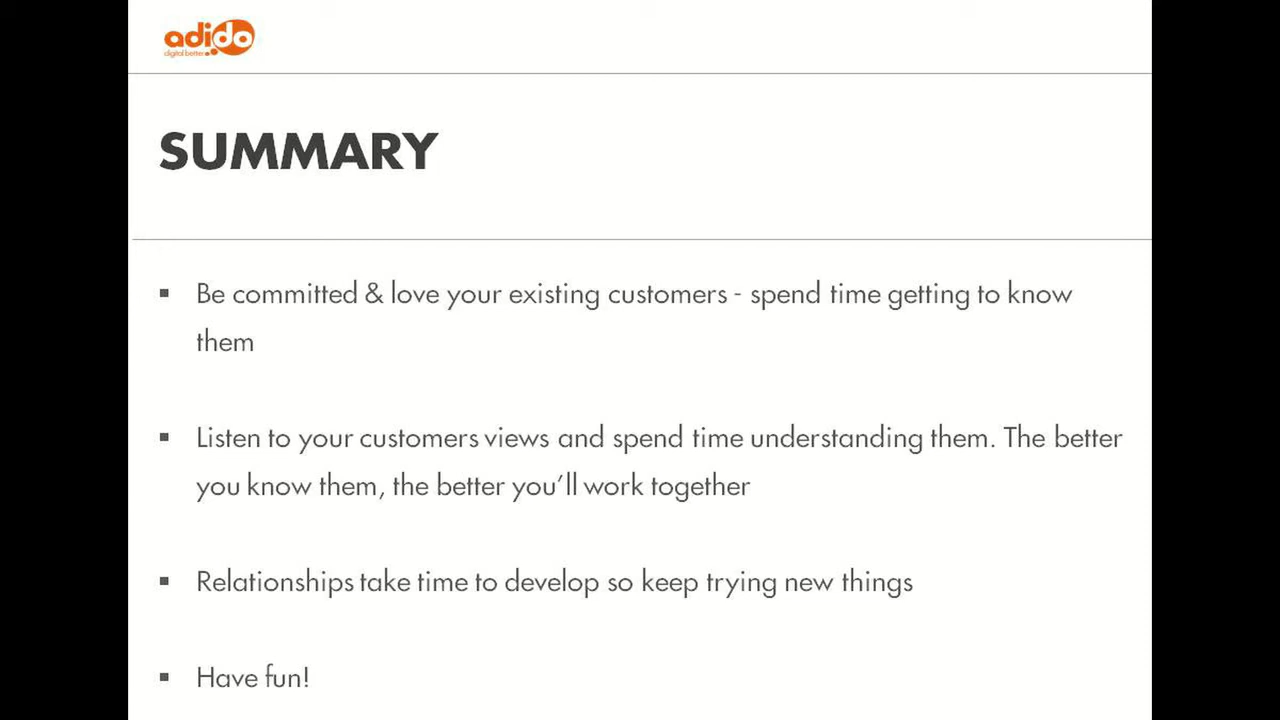 adido
digital better
SUMMARY
Be committed & love your existing customers - spend time getting to know
them
Listen to your customers views and spend time understanding them. The better
you know them, the better you’ll work together
Relationships take time to develop so keep trying new things
Have fun!